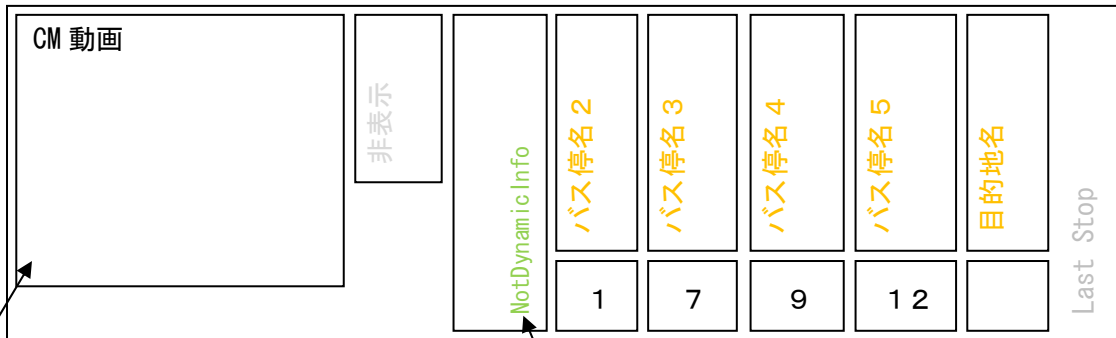 CM 動画
非表示
NotDynamicInfo
バス停名２
バス停名３
バス停名４
バス停名５
目的地名
Last Stop
１
７
９
１２